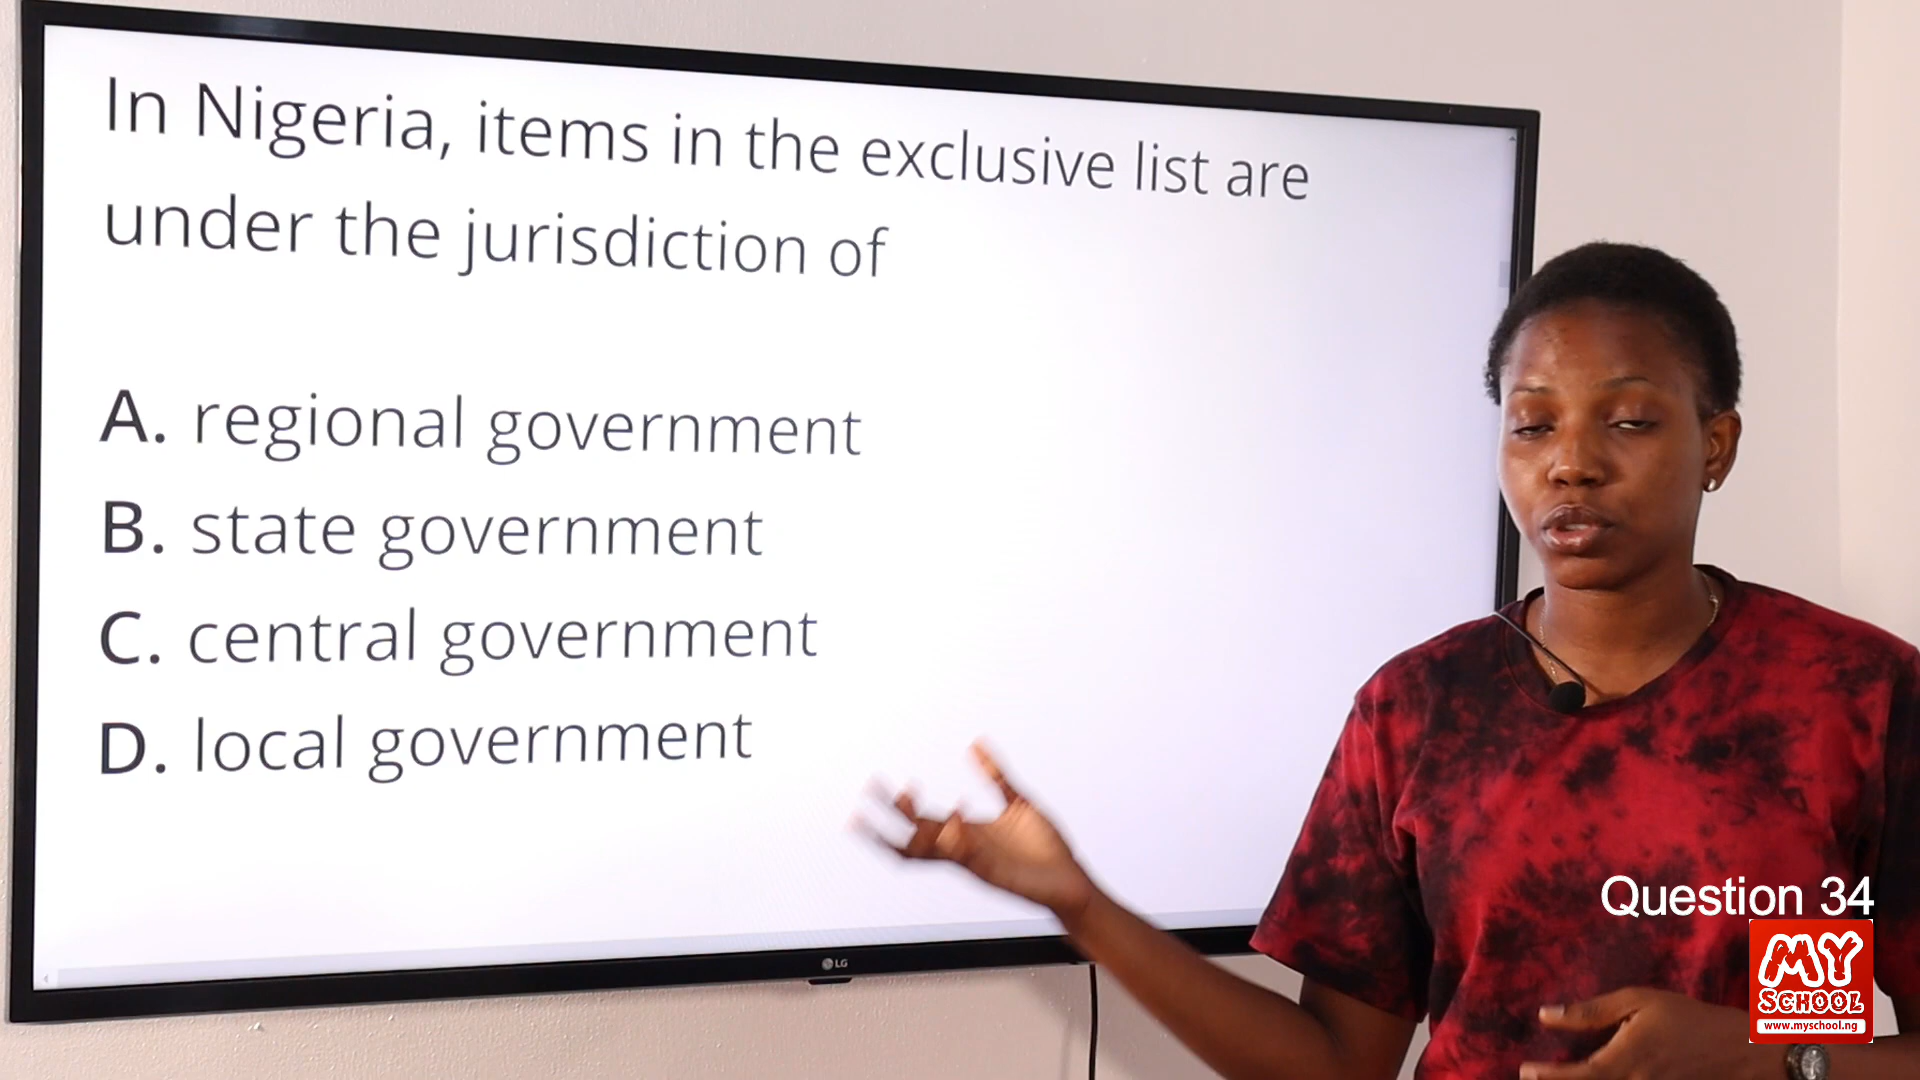 In Nigeria, items in the exclusive list are
under the jurisdiction of
A. regional government
B. state government
C. central government
D. local government
LG
Question 34
MY
SCHOOL
www.myschool.ng